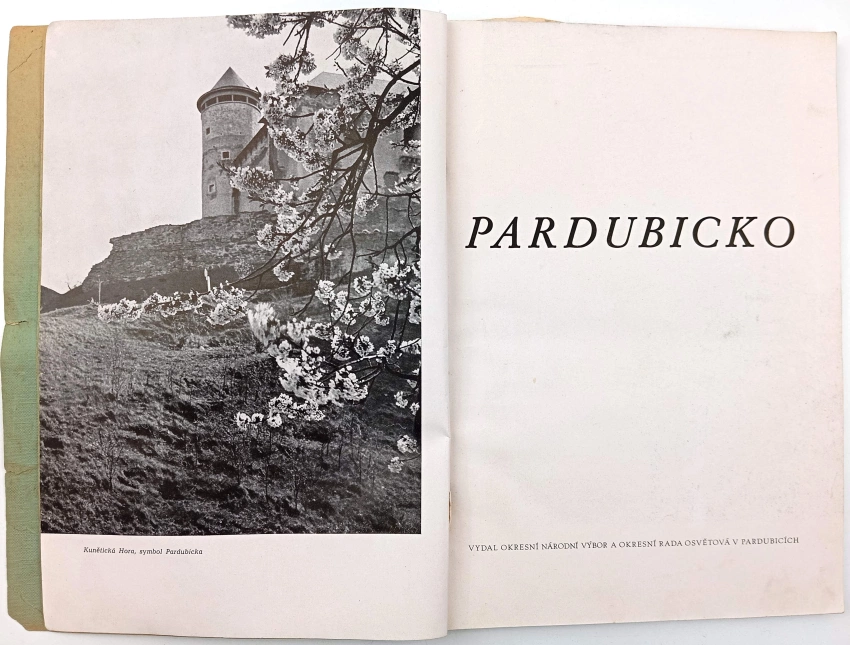 Kunětická Hora, symbol Pardubicka
PARDUBICKO
VYDAL OKRESNÍ NÁRODNÍ VÝBOR A OKRESNÍ RADA OSVĚTOVÁ V PARDUBICÍCH